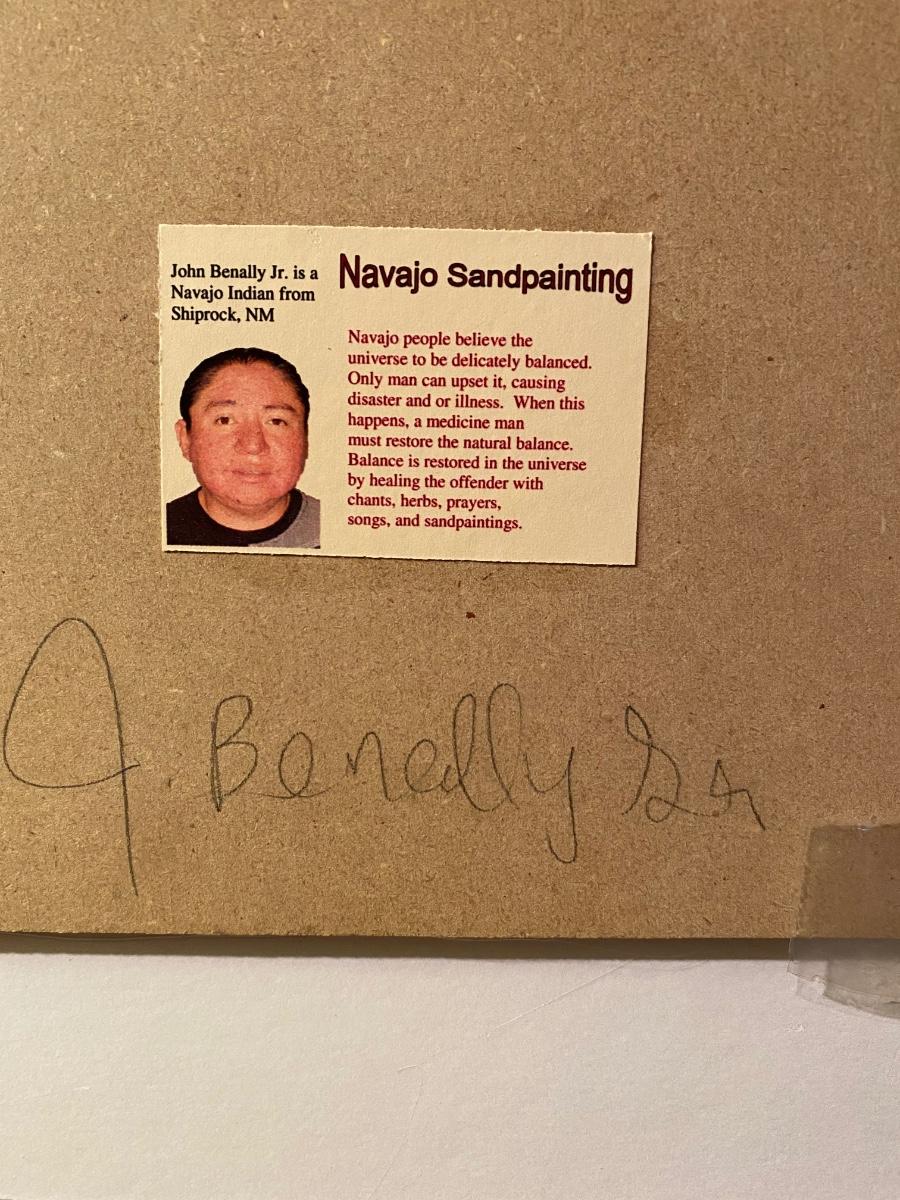 John Benally Jr. is a
Navajo Indian from
Shiprock, NM
Navajo Sandpainting
Navajo people believe the
universe to be delicately balanced.
Only man can upset it, causing
disaster and or illness. When this
happens, a medicine man
must restore the natural balance.
Balance is restored in the universe
by healing the offender with
chants, herbs, prayers,
songs, and sandpaintings.
J. Benally